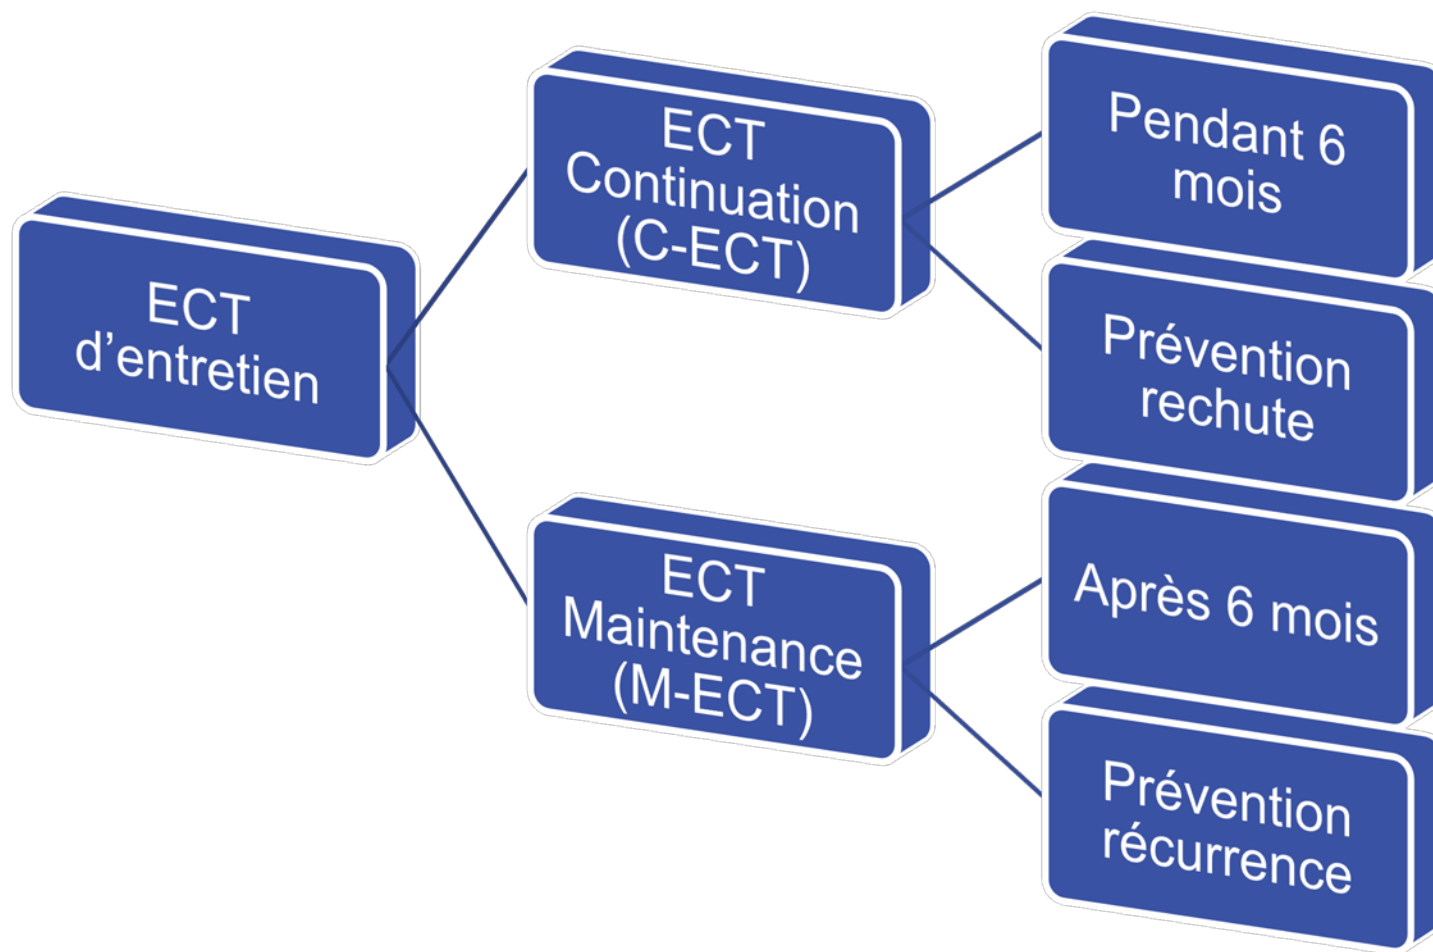 ECT
d’entretien
ECT
Continuation
(C-ECT)
Pendant 6
mois
Prévention
rechute
ECT
Maintenance
(M-ECT)
Après 6 mois
Prévention
récurrence